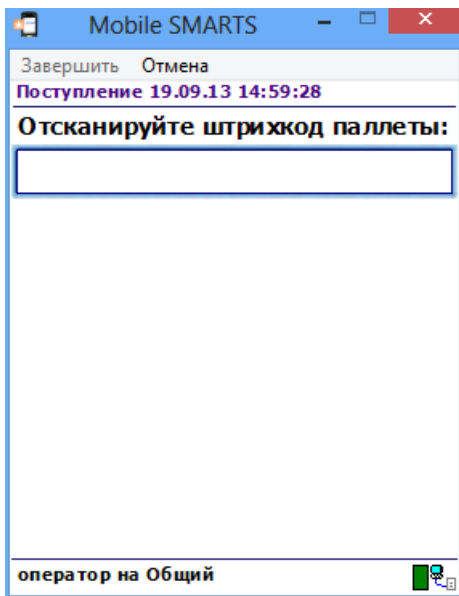 Mobile SMARTS
Завершить Отмена
Поступление 19.09.13 14:59:28
Отсканируйте штрихкод паллеты:
оператор на Общий